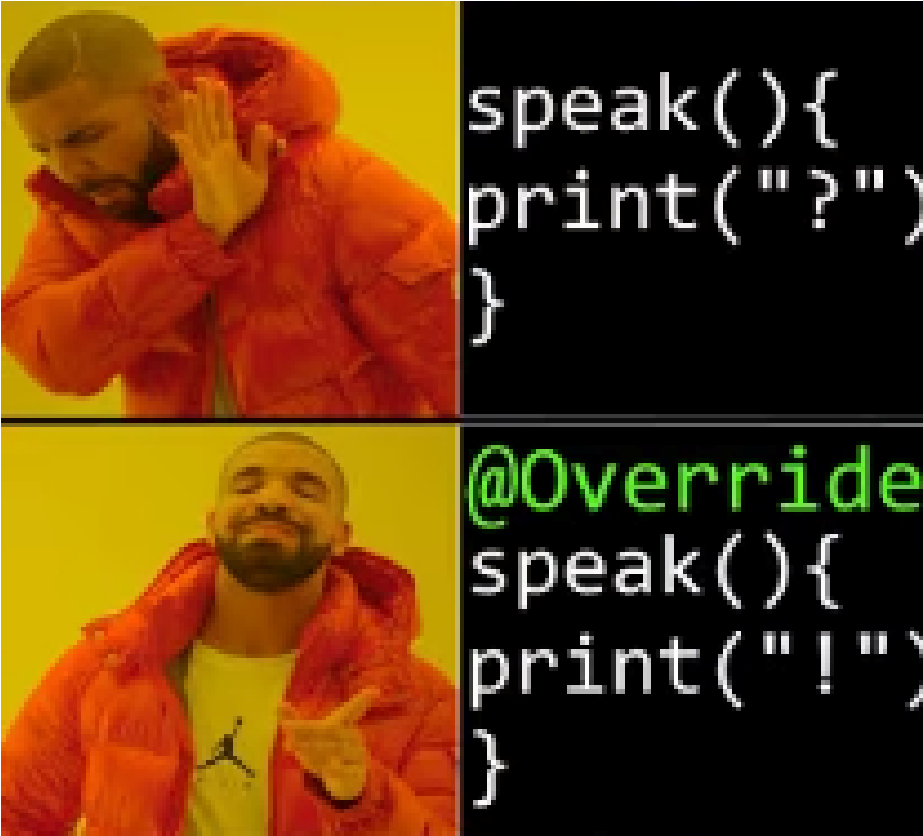 speak(){
print("?")
}
@Override
speak(){
print("!")
}